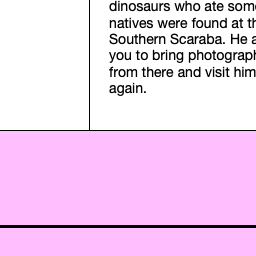 dinosaurs who ate some
natives were found at th
Southern Scaraba. He a
you to bring photograph
from there and visit him
again.